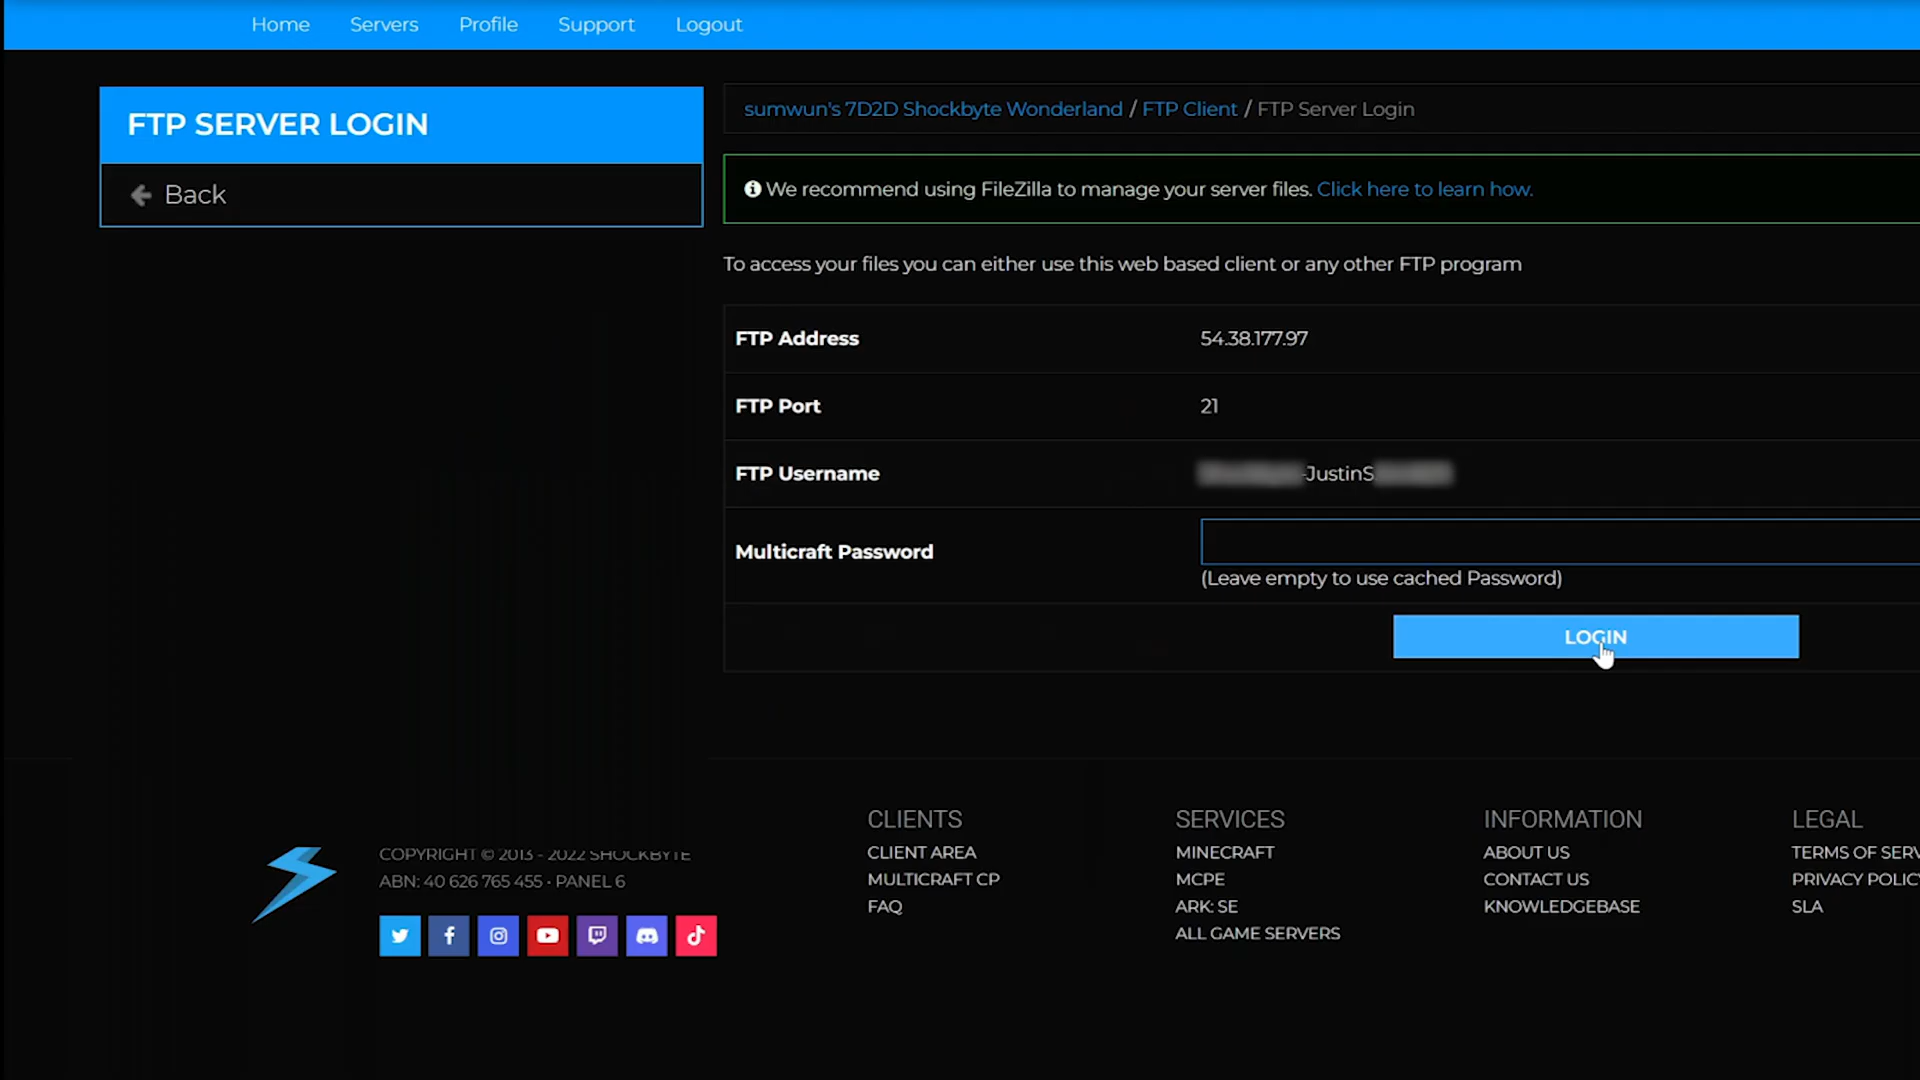 Home Servers Profile Support Logout
FTP SERVER LOGIN
Back
sumwun's 7D2D Shockbyte Wonderland / FTP Client / FTP Server Login
We recommend using FileZilla to manage your server files. Click here to learn how.
To access your files you can either use this web based client or any other FTP program
FTP Address 54.38.177.97
FTP Port 21
FTP Username JustinS
Multicraft Password
(Leave empty to use cached Password)
LOGIN
COPYRIGHT © 2013 - 2022 SHOCKBYTE
ABN: 40 626 765 455 · PANEL 6
CLIENTS
CLIENT AREA
MULTICRAFT CP
FAQ
SERVICES
MINECRAFT
MCPE
ARK: SE
ALL GAME SERVERS
INFORMATION
ABOUT US
CONTACT US
KNOWLEDGEBASE
LEGAL
TERMS OF SERV
PRIVACY POLICY
SLA